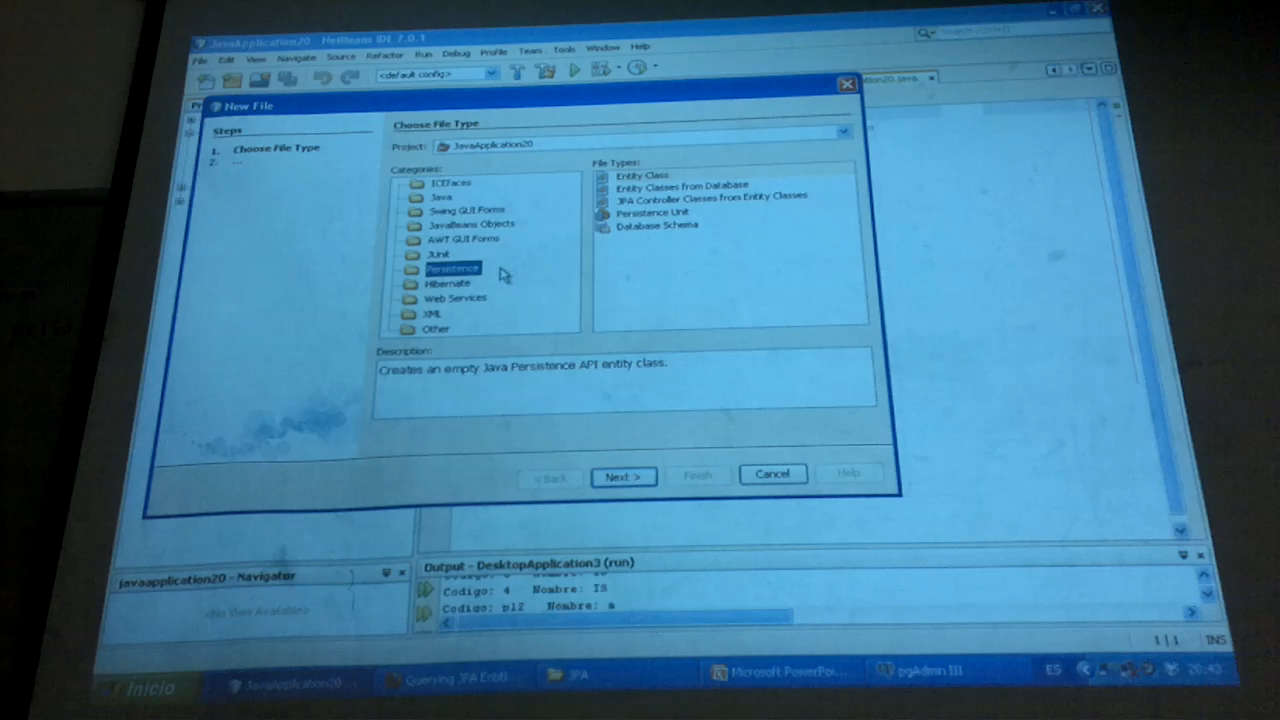 JavaApplication20 - NetBeans IDE 7.0.1
File Edit View Navigate Source Refactor Run Debug Profile Team Tools Window Help
<default config>
New File
Steps
1. Choose File Type
2. ...
Choose File Type
Project: JavaApplication20
Categories:
ICEfaces
Java
Swing GUI Forms
JavaBeans Objects
AWT GUI Forms
JUnit
Persistence
Hibernate
Web Services
XML
Other
File Types:
Entity Class
Entity Classes from Database
JPA Controller Classes from Entity Classes
Persistence Unit
Database Schema
Description:
Creates an empty Java Persistence API entity class.
< Back Next > Finish Cancel Help
javaapplication20 - Navigator
<No View Available>
Output - DesktopApplication3 (run)
Codigo: 4 Nombre: IS
Codigo: p12 Nombre: a
1|1 INS
Inicio JavaApplication20 ... Querying JPA Entiti... JPA Microsoft PowerPoi... pgAdmin III ES 20:43